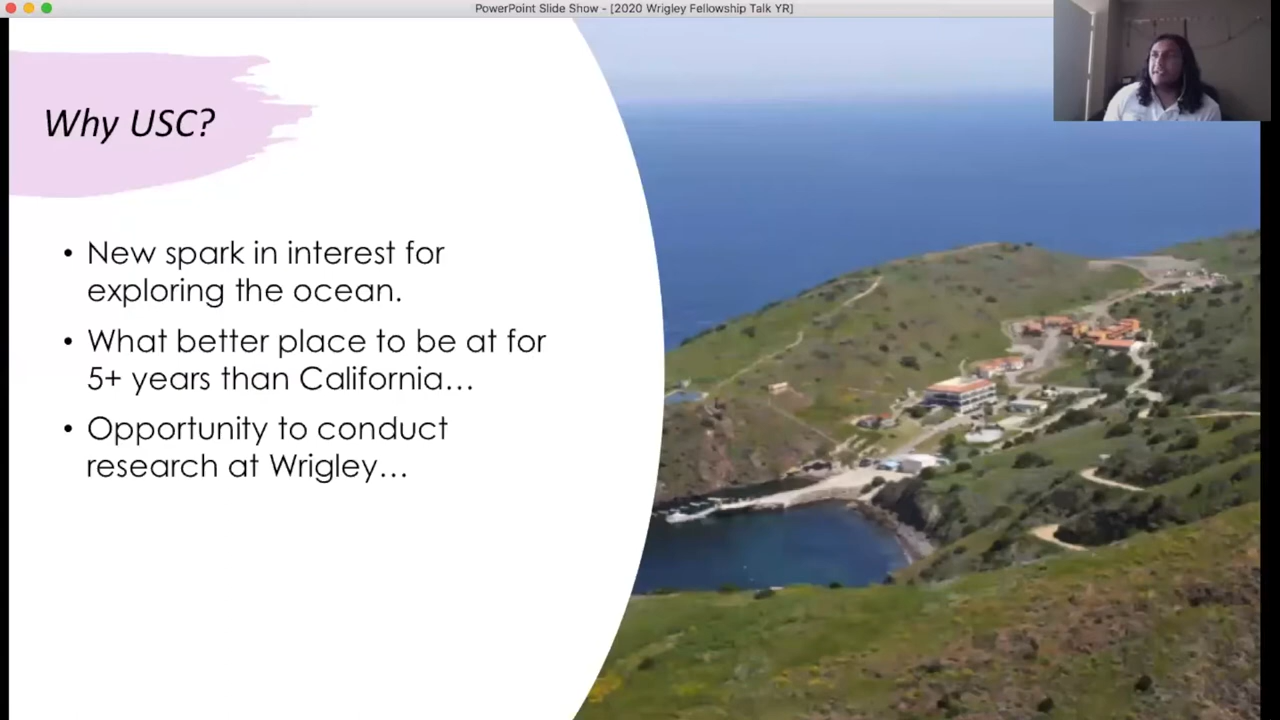 PowerPoint Slide Show - [2020 Wrigley Fellowship Talk YR]
Why USC?
• New spark in interest for
exploring the ocean.
• What better place to be at for
5+ years than California…
• Opportunity to conduct
research at Wrigley…